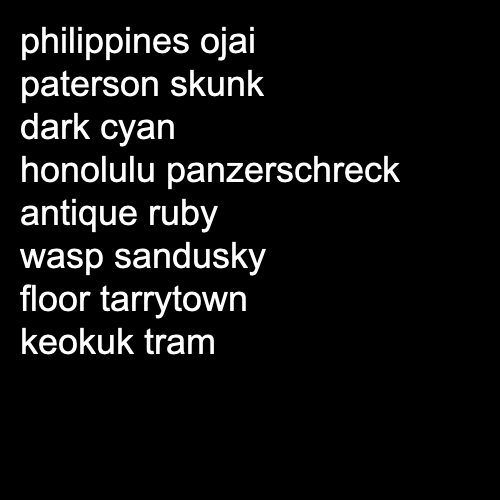 philippines ojai
paterson skunk
dark cyan
honolulu panzerschreck
antique ruby
wasp sandusky
floor tarrytown
keokuk tram